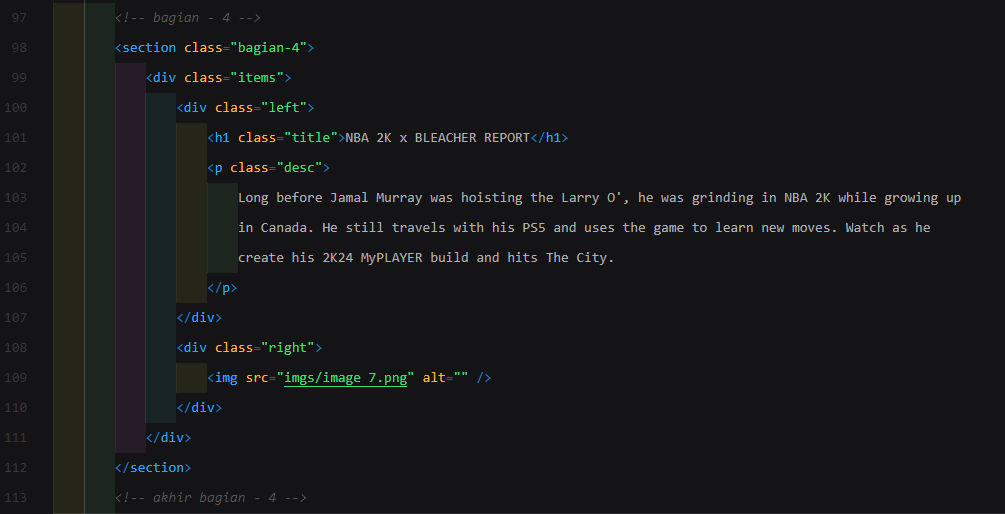 97 <!-- bagian - 4 -->
98 <section class="bagian-4">
99 <div class="items">
100 <div class="left">
101 <h1 class="title">NBA 2K x BLEACHER REPORT</h1>
102 <p class="desc">
103 Long before Jamal Murray was hoisting the Larry O', he was grinding in NBA 2K while growing up
104 in Canada. He still travels with his PS5 and uses the game to learn new moves. Watch as he
105 create his 2K24 MyPLAYER build and hits The City.
106 </p>
107 </div>
108 <div class="right">
109 <img src="imgs/image 7.png" alt="" />
110 </div>
111 </div>
112 </section>
113 <!-- akhir bagian - 4 -->